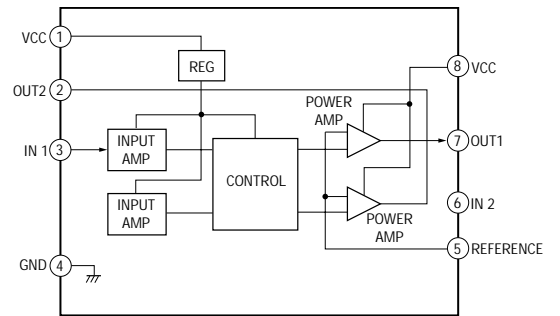 VCC 1
REG
8 VCC
OUT2 2
POWER
AMP
IN 1 3
INPUT
AMP
7 OUT1
CONTROL
INPUT
AMP
6 IN 2
POWER
AMP
5 REFERENCE
GND 4